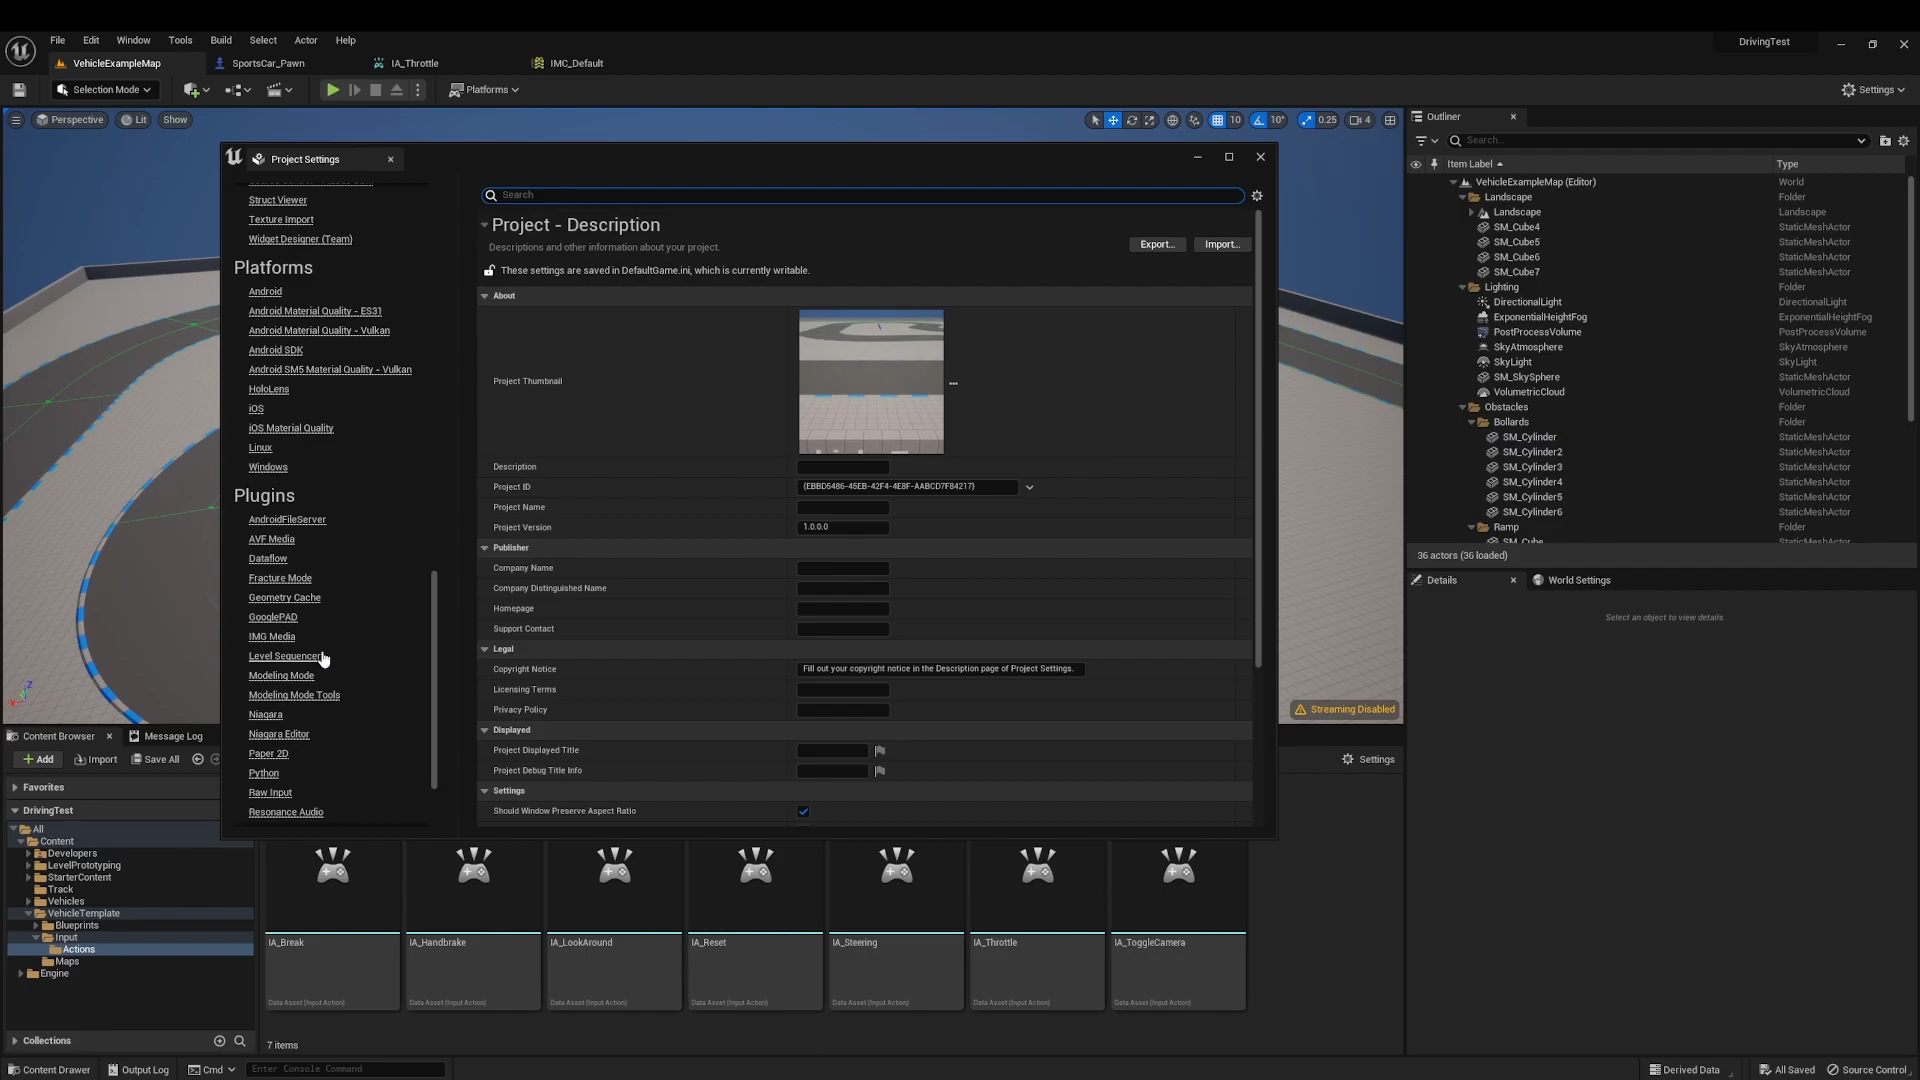 File Edit Window Tools Build Select Actor Help
DrivingTest
VehicleExampleMap SportsCar_Pawn IA_Throttle IMC_Default
Selection Mode Platforms Settings
Perspective Lit Show 10 10° 0.25 4
Outliner
Search...
Item Label Type
VehicleExampleMap (Editor) World
Landscape Folder
Landscape Landscape
SM_Cube4 StaticMeshActor
SM_Cube5 StaticMeshActor
SM_Cube6 StaticMeshActor
SM_Cube7 StaticMeshActor
Lighting Folder
DirectionalLight DirectionalLight
ExponentialHeightFog ExponentialHeightFog
PostProcessVolume PostProcessVolume
SkyAtmosphere SkyAtmosphere
SkyLight SkyLight
SM_SkySphere StaticMeshActor
VolumetricCloud VolumetricCloud
Obstacles Folder
Bollards Folder
SM_Cylinder StaticMeshActor
SM_Cylinder2 StaticMeshActor
SM_Cylinder3 StaticMeshActor
SM_Cylinder4 StaticMeshActor
SM_Cylinder5 StaticMeshActor
SM_Cylinder6 StaticMeshActor
Ramp Folder
SM_Cube StaticMeshActor
36 actors (36 loaded)
Details World Settings
Select an object to view details.
Project Settings
Struct Viewer
Texture Import
Widget Designer (Team)
Platforms
Android
Android Material Quality - ES31
Android Material Quality - Vulkan
Android SDK
Android SM5 Material Quality - Vulkan
HoloLens
iOS
iOS Material Quality
Linux
Windows
Plugins
AndroidFileServer
AVF Media
Dataflow
Fracture Mode
Geometry Cache
GooglePAD
IMG Media
Level Sequencer
Modeling Mode
Modeling Mode Tools
Niagara
Niagara Editor
Paper 2D
Python
Raw Input
Resonance Audio
Search
Project - Description
Descriptions and other information about your project.
Export... Import...
These settings are saved in DefaultGame.ini, which is currently writable.
About
Project Thumbnail
Description
Project ID {EBBD5486-45EB-42F4-4E8F-AABCD7F84217}
Project Name
Project Version 1.0.0.0
Publisher
Company Name
Company Distinguished Name
Homepage
Support Contact
Legal
Copyright Notice Fill out your copyright notice in the Description page of Project Settings.
Licensing Terms
Privacy Policy
Displayed
Project Displayed Title
Project Debug Title Info
Settings
Should Window Preserve Aspect Ratio
Streaming Disabled
Content Browser Message Log
Add Import Save All Settings
Favorites
DrivingTest
All
Content
Developers
LevelPrototyping
StarterContent
Track
Vehicles
VehicleTemplate
Blueprints
Input
Actions
Maps
Engine
Collections
IA_Break IA_Handbrake IA_LookAround IA_Reset IA_Steering IA_Throttle IA_ToggleCamera
Data Asset (Input Action) Data Asset (Input Action) Data Asset (Input Action) Data Asset (Input Action) Data Asset (Input Action) Data Asset (Input Action) Data Asset (Input Action)
7 items
Content Drawer Output Log Cmd Enter Console Command Derived Data All Saved Source Control